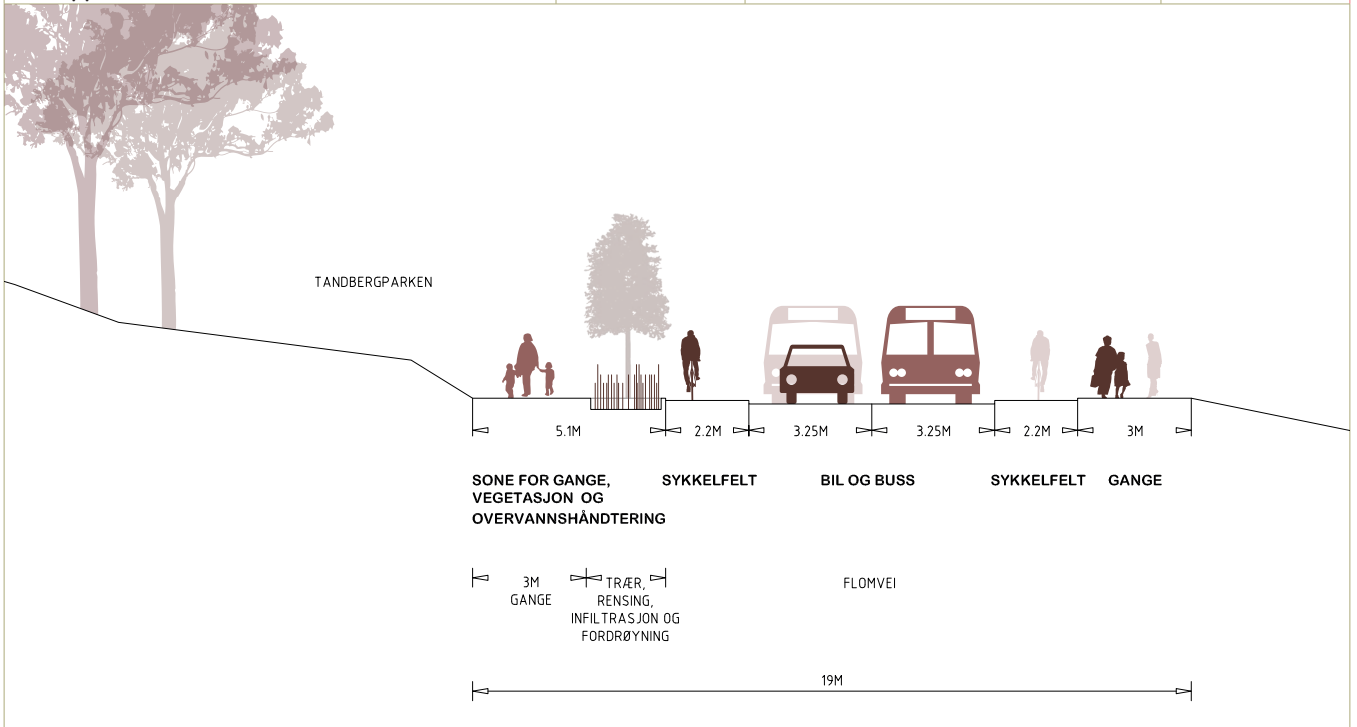 TANDBERGPARKEN
5.1M
2.2M
3.25M
3.25M
2.2M
3M
SONE FOR GANGE,
VEGETASJON OG
OVERVANNSHÅNDTERING
SYKKELFELT
BIL OG BUSS
SYKKELFELT
GANGE
3M
GANGE
TRÆR,
RENSING,
INFILTRASJON OG
FORDRØYNING
FLOMVEI
19M